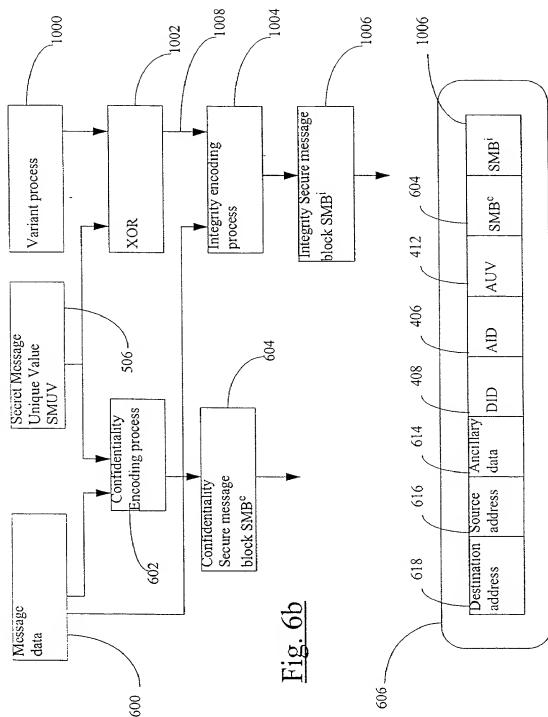 1000
Variant process
1002
XOR
1008
1004
Integrity encoding
process
1006
Integrity Secure message
block SMBⁱ
Secret Message
Unique Value
SMUV
506
Confidentiality
Encoding process
602
604
Confidentiality
Secure message
block SMBᶜ
Message
data
600
Fig. 6b
606
618
616
614
408
406
412
604
1006
Destination
address
Source
address
Ancillary
data
DID
AID
AUV
SMBᶜ
SMBⁱ